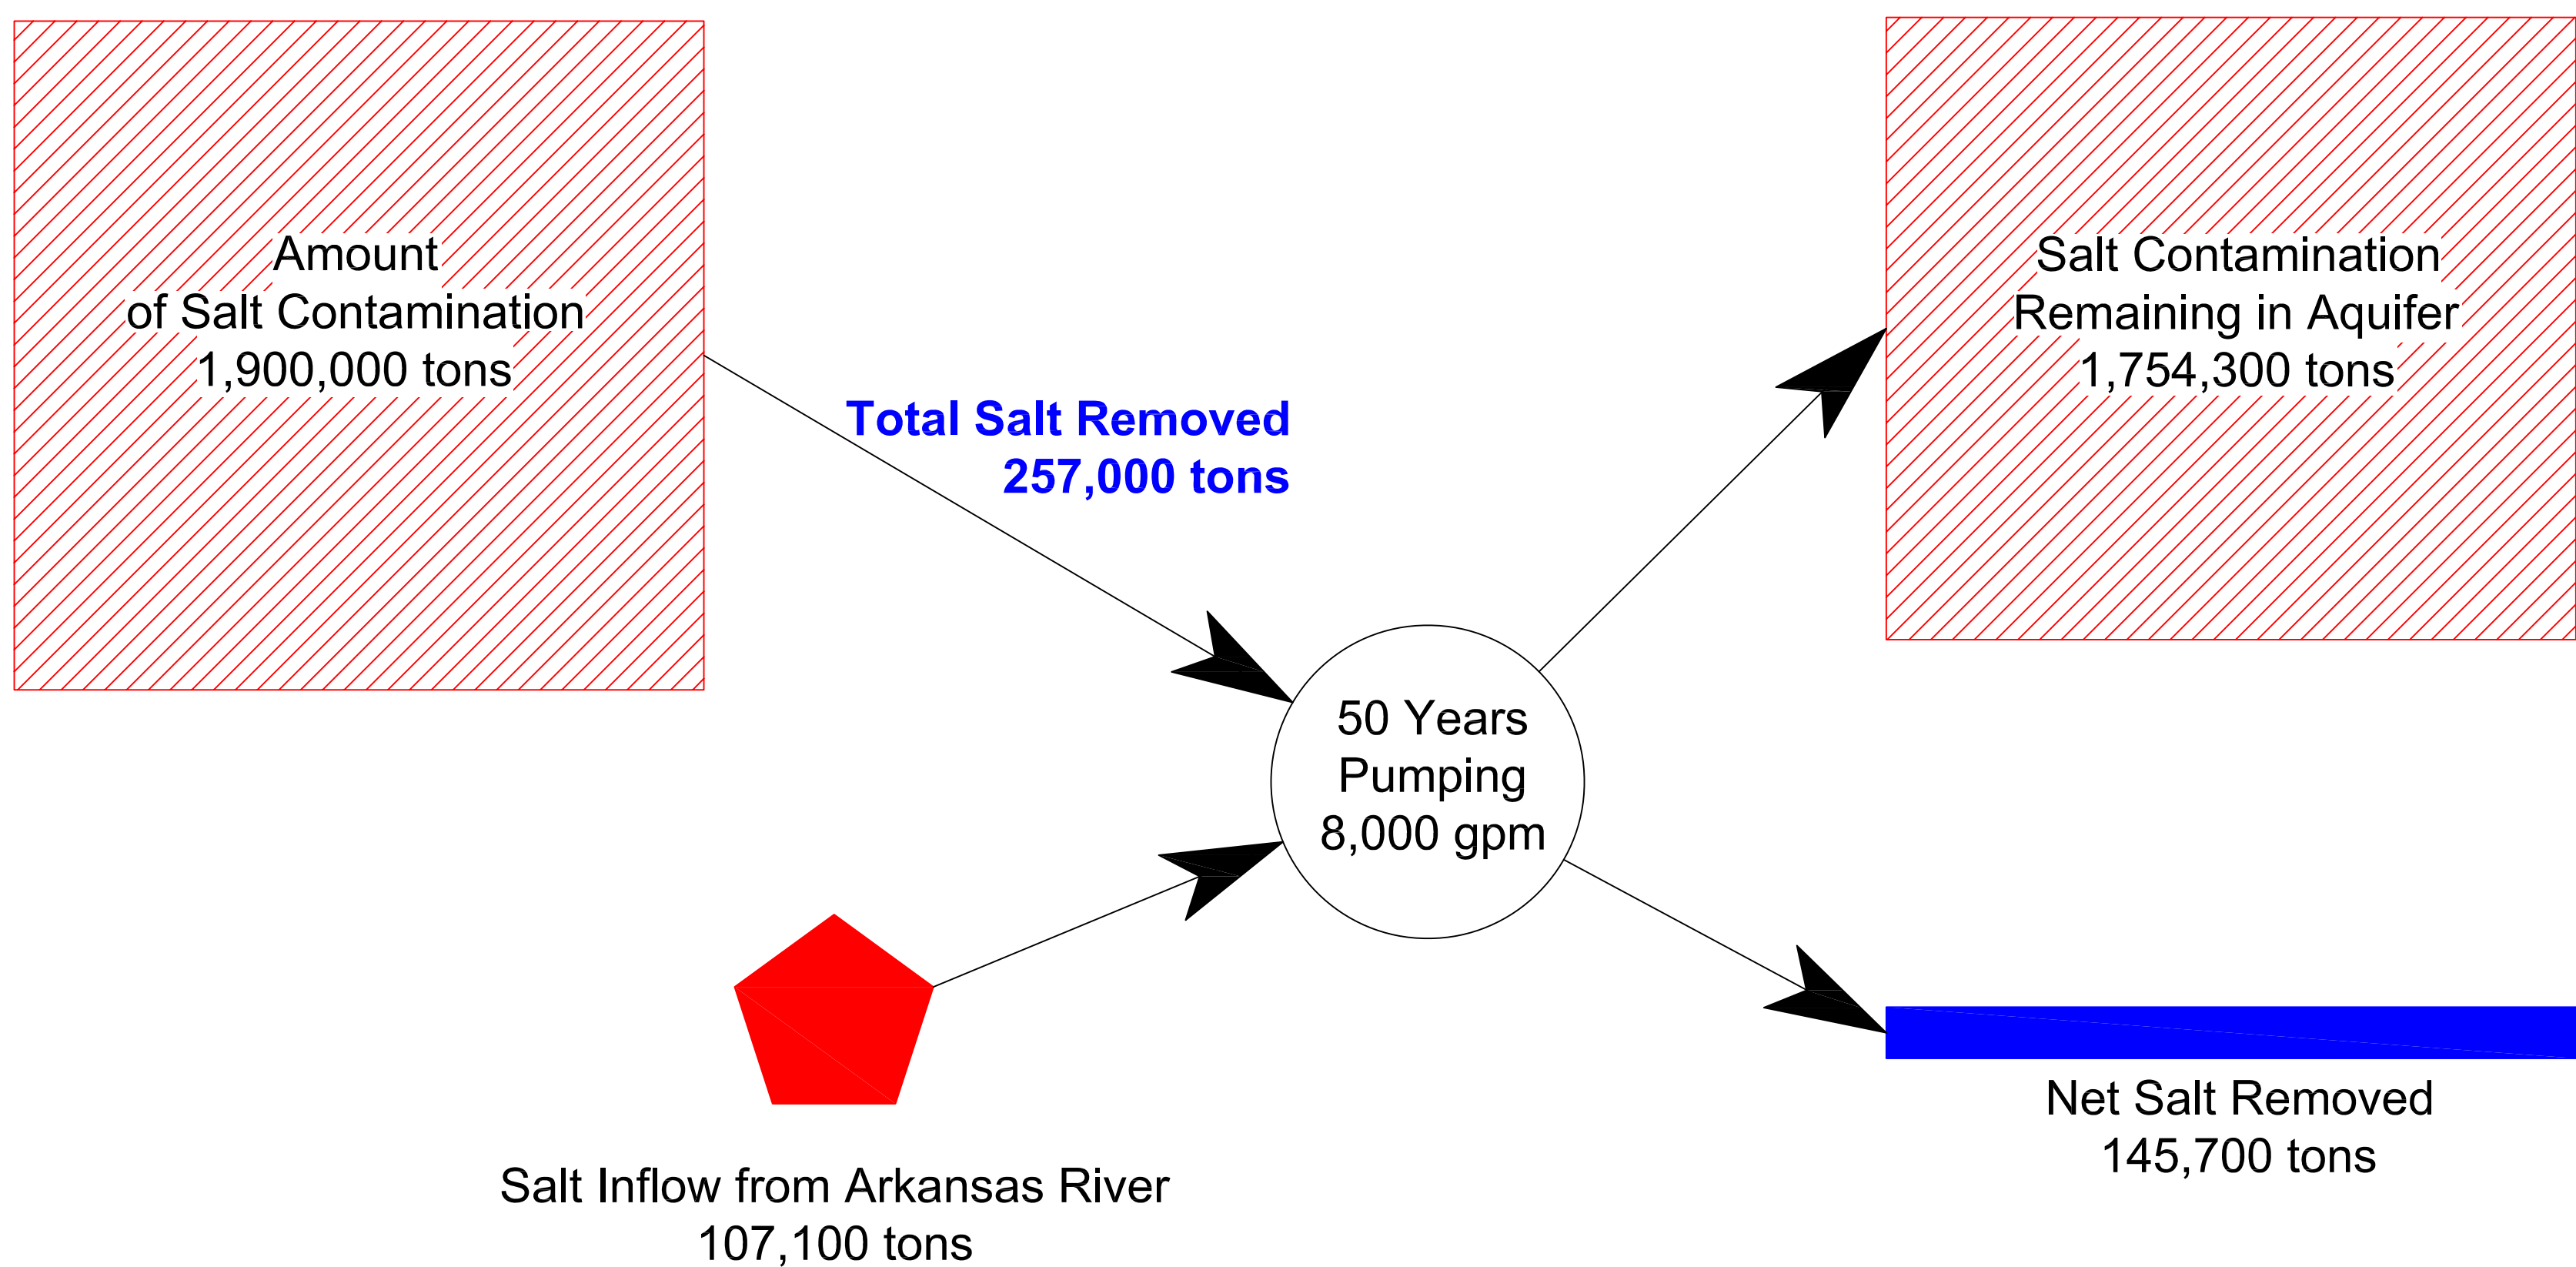 Amount
of Salt Contamination
1,900,000 tons
Total Salt Removed
257,000 tons
Salt Contamination
Remaining in Aquifer
1,754,300 tons
50 Years
Pumping
8,000 gpm
Salt Inflow from Arkansas River
107,100 tons
Net Salt Removed
145,700 tons